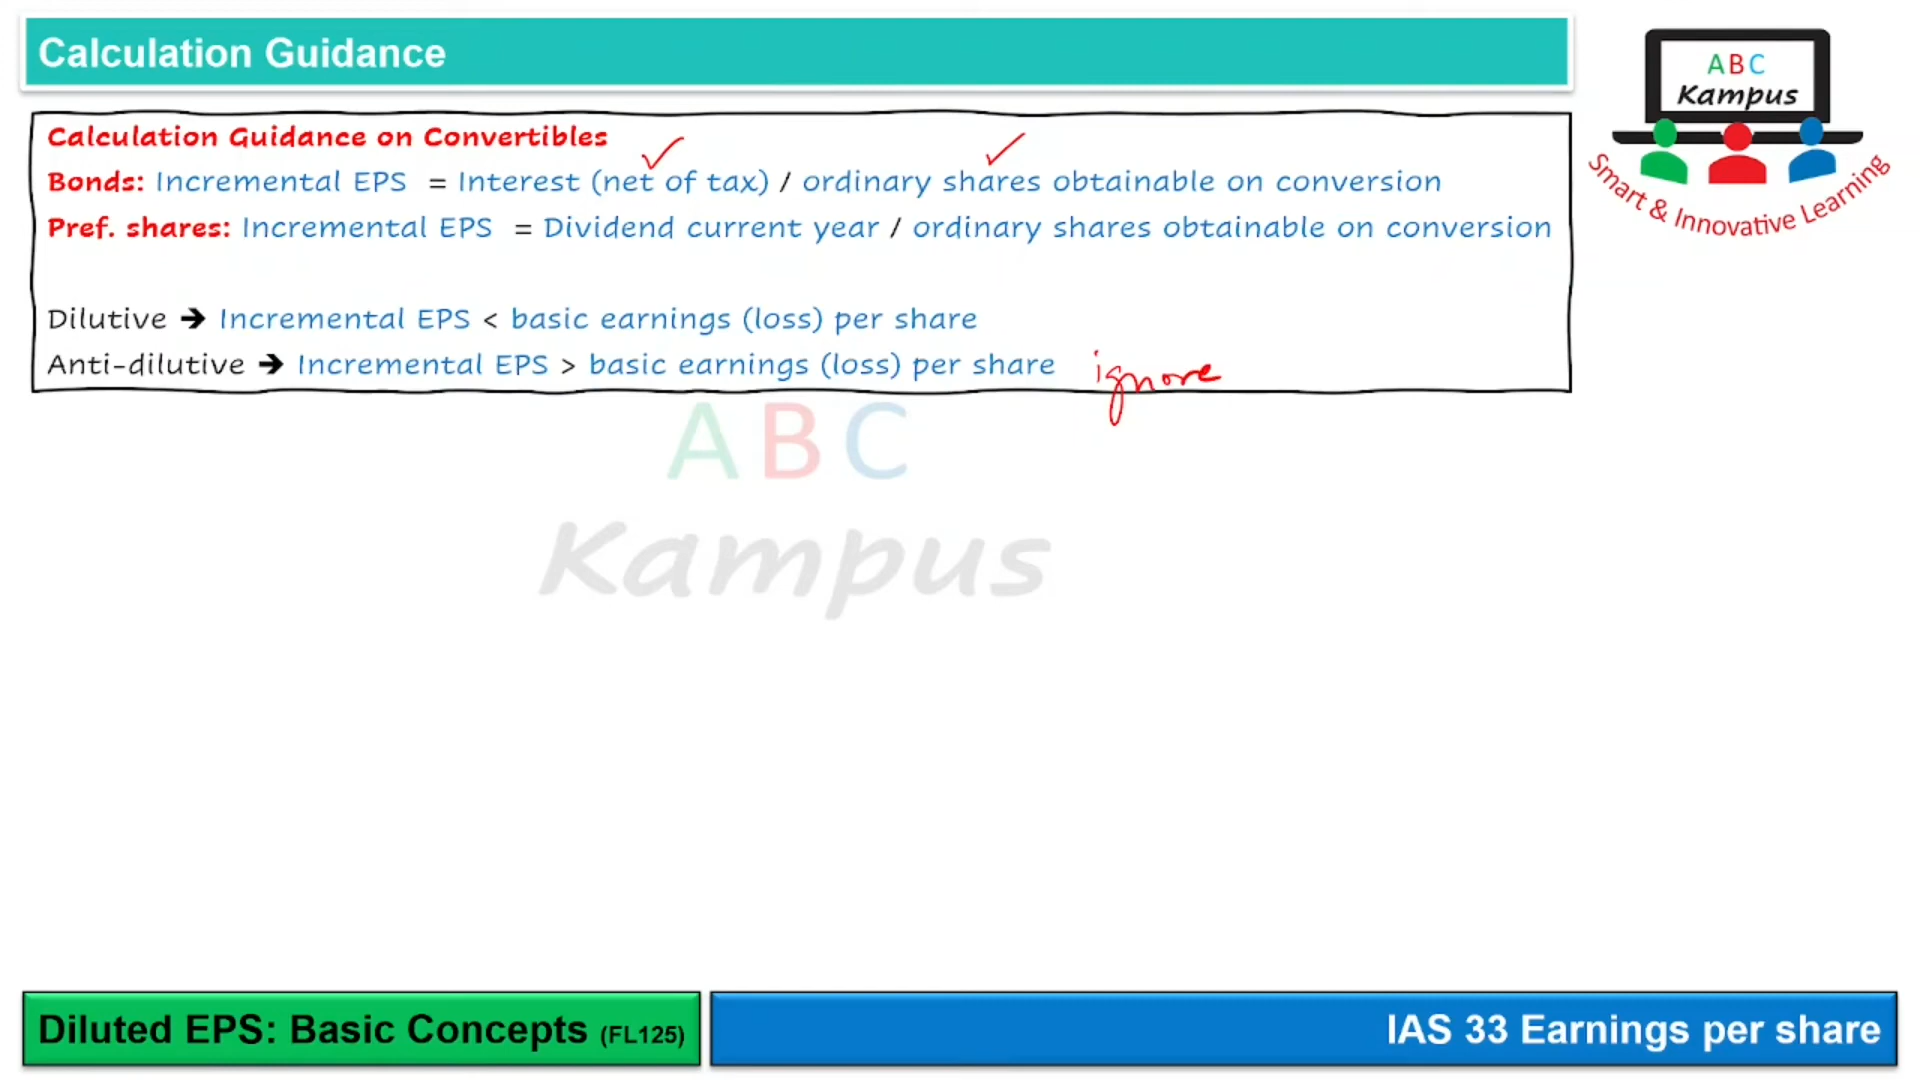 Calculation Guidance
A B C
Kampus
Smart & Innovative Learning
Calculation Guidance on Convertibles
Bonds: Incremental EPS = Interest (net of tax) / ordinary shares obtainable on conversion
Pref. shares: Incremental EPS = Dividend current year / ordinary shares obtainable on conversion
Dilutive → Incremental EPS < basic earnings (loss) per share
Anti-dilutive → Incremental EPS > basic earnings (loss) per share ignore
A B C
Kampus
Diluted EPS: Basic Concepts (FL125)
IAS 33 Earnings per share